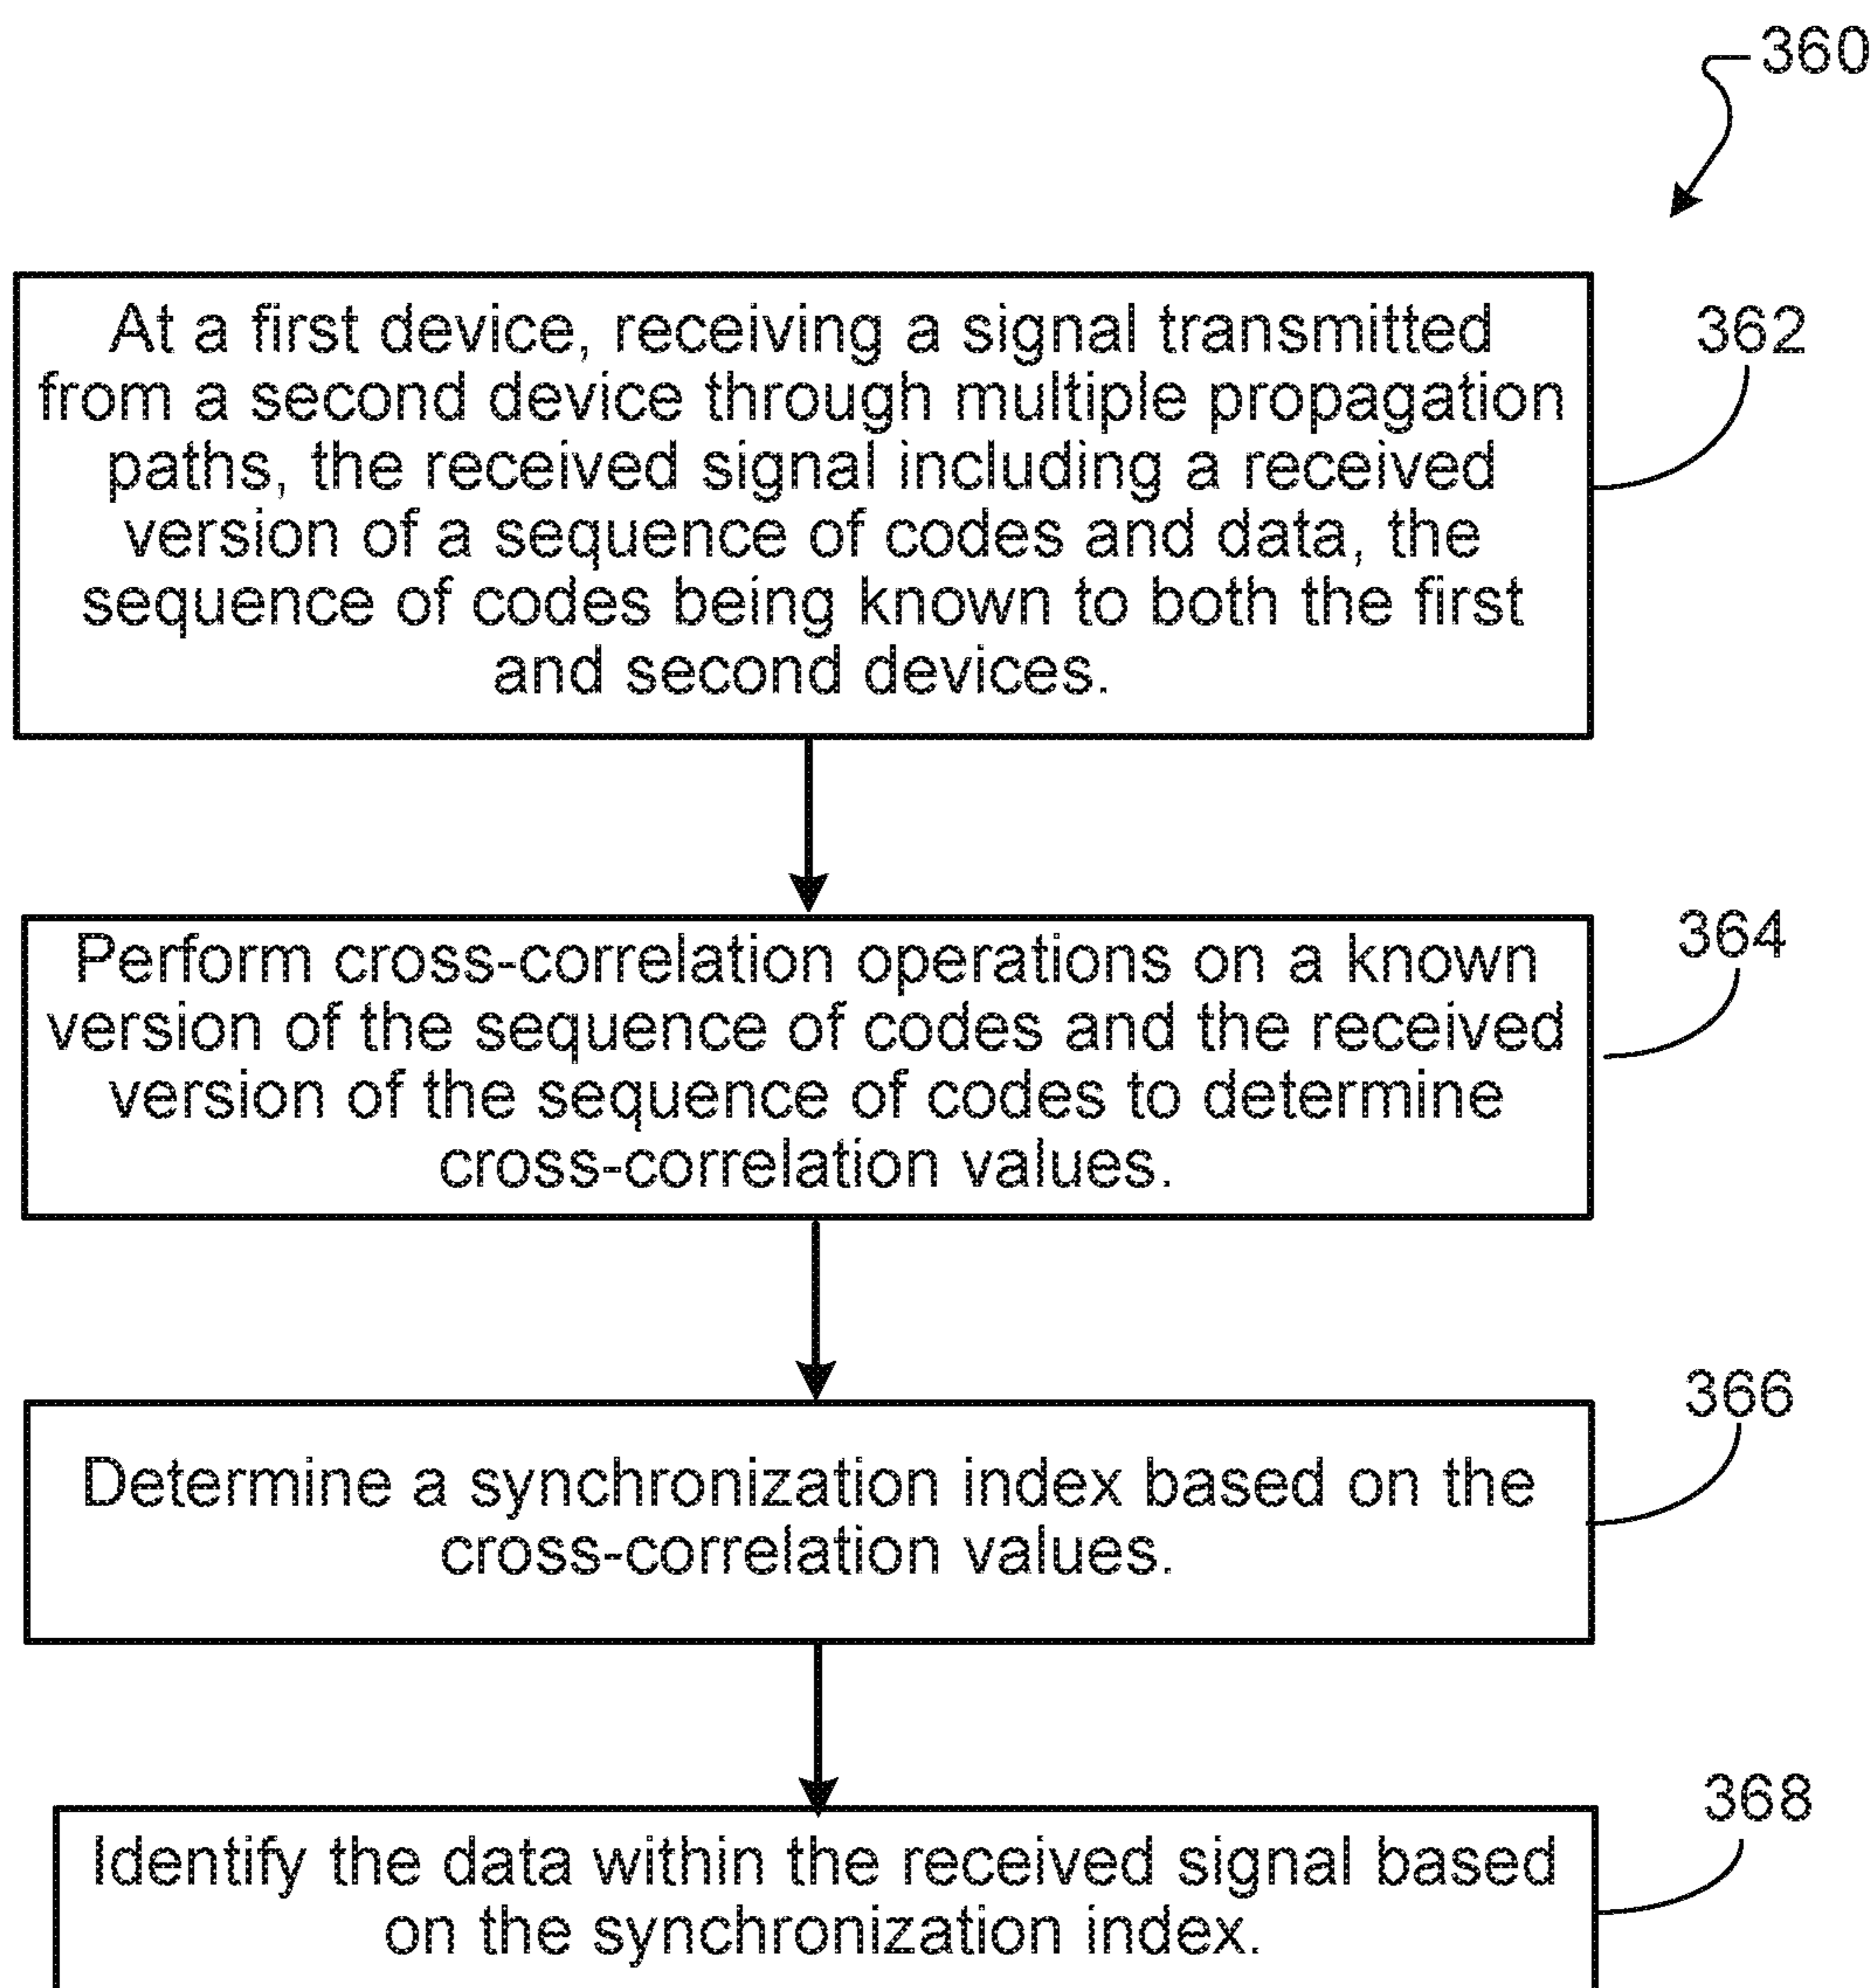 360
At a first device, receiving a signal transmitted
from a second device through multiple propagation
paths, the received signal including a received
version of a sequence of codes and data, the
sequence of codes being known to both the first
and second devices.
362
Perform cross-correlation operations on a known
version of the sequence of codes and the received
version of the sequence of codes to determine
cross-correlation values.
364
Determine a synchronization index based on the
cross-correlation values.
366
Identify the data within the received signal based
on the synchronization index.
368